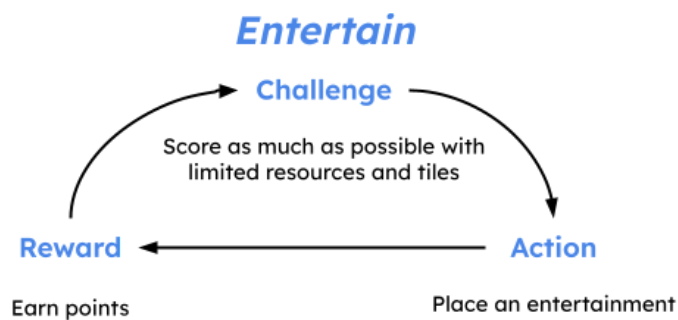 Entertain
Challenge
Score as much as possible with
limited resources and tiles
Reward
Action
Earn points
Place an entertainment